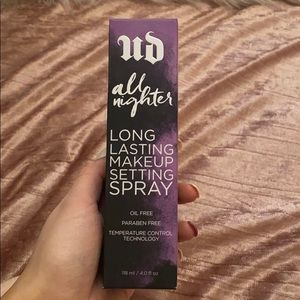 ud
all
nighter
LONG
LASTING
MAKEUP
SETTING
SPRAY
OIL FREE
PARABEN FREE
TEMPERATURE CONTROL
TECHNOLOGY
118 ml / 4.0 fl oz